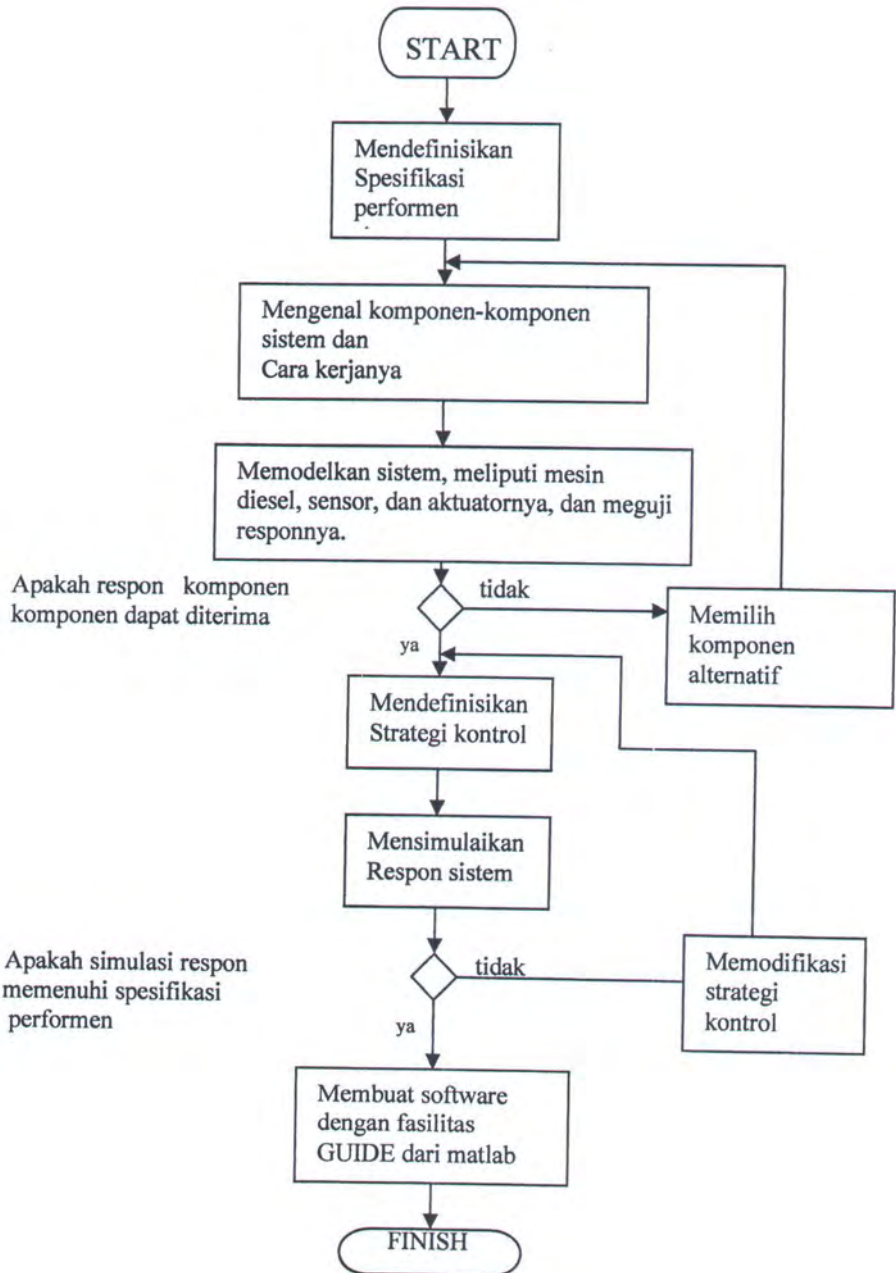 START
Mendefinisikan
Spesifikasi
performen
Mengenal komponen-komponen
sistem dan
Cara kerjanya
Memodelkan sistem, meliputi mesin
diesel, sensor, dan aktuatornya, dan meguji
responnya.
Apakah respon komponen
komponen dapat diterima
tidak
ya
Memilih
komponen
alternatif
Mendefinisikan
Strategi kontrol
Mensimulaikan
Respon sistem
Apakah simulasi respon
memenuhi spesifikasi
performen
tidak
ya
Memodifikasi
strategi
kontrol
Membuat software
dengan fasilitas
GUIDE dari matlab
FINISH